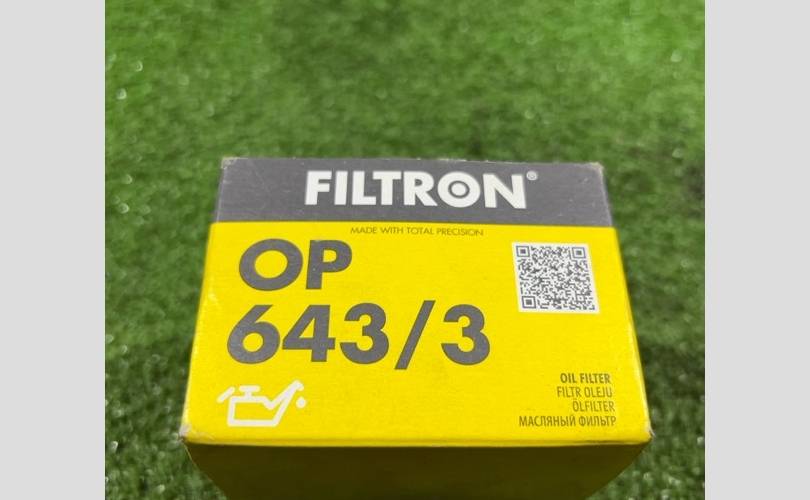 FILTRON®
MADE WITH TOTAL PRECISION
OP
643/3
OIL FILTER
FILTR OLEJU
ÖLFILTER
МАСЛЯНЫЙ ФИЛЬТР